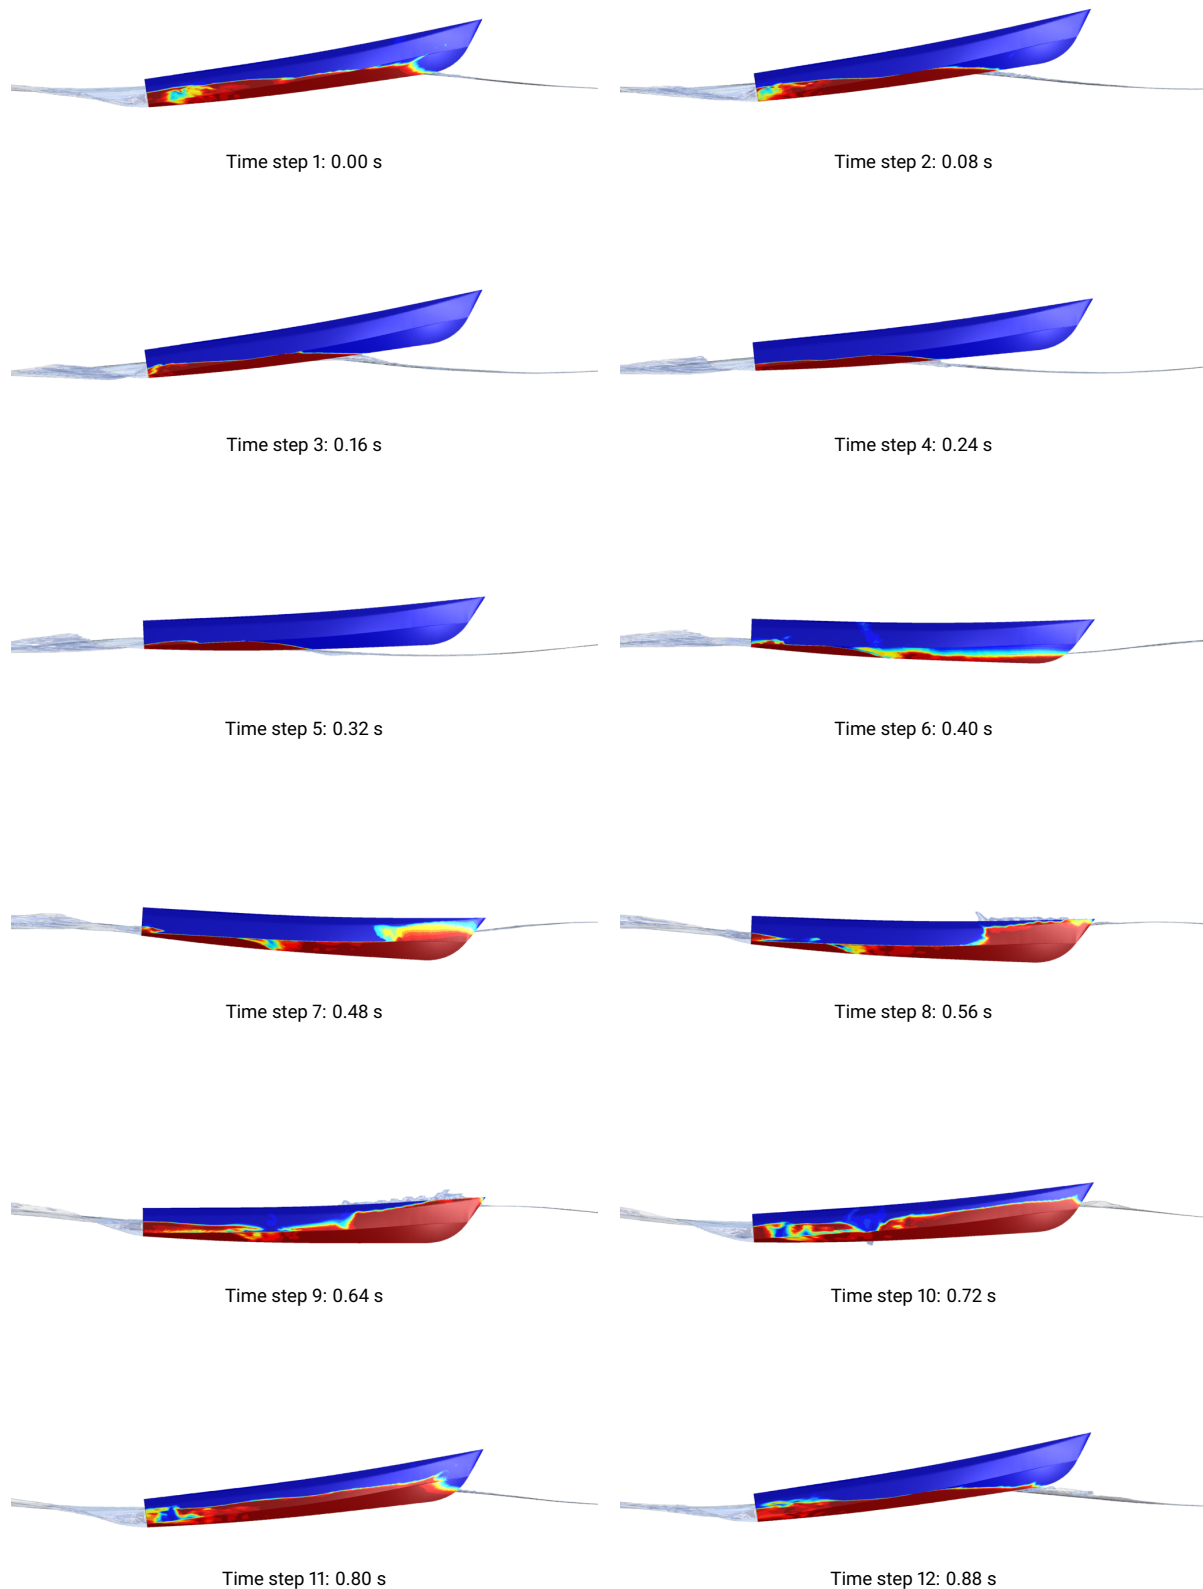 Time step 1: 0.00 s
Time step 2: 0.08 s
Time step 3: 0.16 s
Time step 4: 0.24 s
Time step 5: 0.32 s
Time step 6: 0.40 s
Time step 7: 0.48 s
Time step 8: 0.56 s
Time step 9: 0.64 s
Time step 10: 0.72 s
Time step 11: 0.80 s
Time step 12: 0.88 s